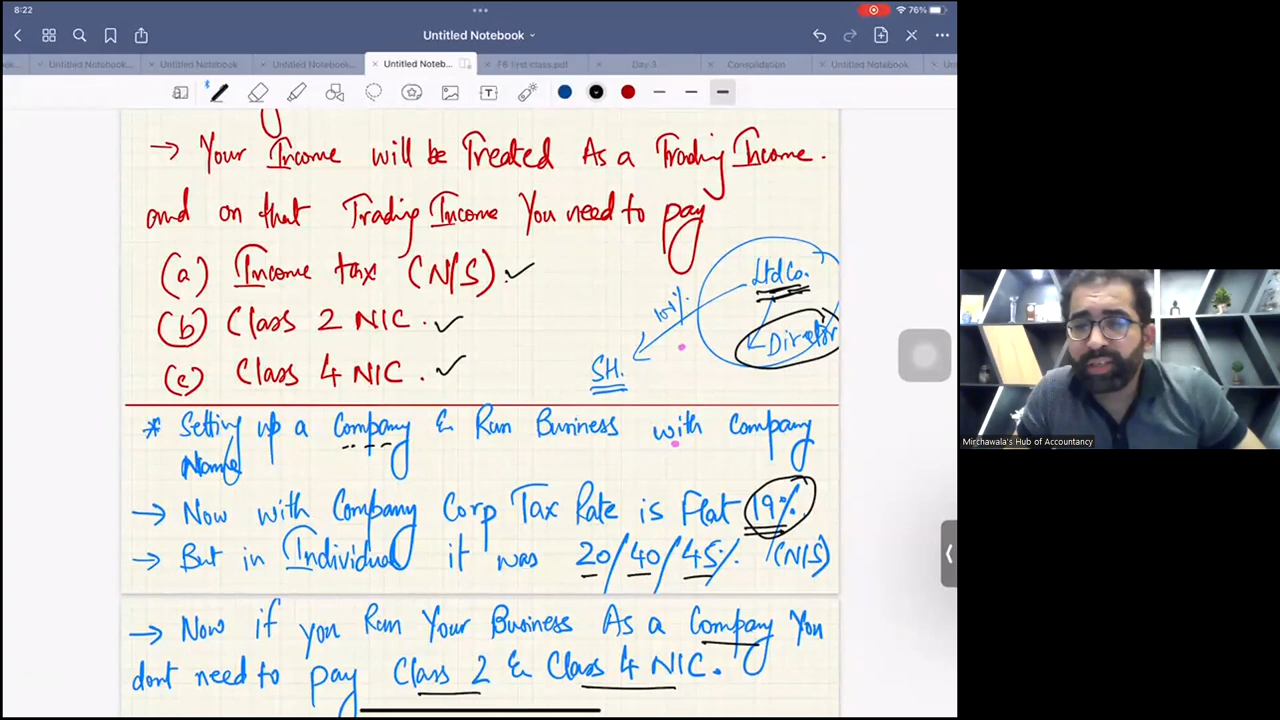 8:22
76%
Untitled Notebook
Untitled Notebook...
Untitled Notebook
Untitled Notebook...
Untitled Noteb...
F6 first class.pdf
Day 3
Consolidation
Untitled Notebook
→ Your Income will be Treated As a Trading Income.
and on that Trading Income You need to pay
(a) Income tax (N/S) ✓
(b) Class 2 NIC. ✓
(c) Class 4 NIC. ✓
Ltd Co.
Director
100%
SH.
* Setting up a Company & Run Business with Company
Name
→ Now with Company Corp Tax Rate is Flat 19%.
→ But in Individual it was 20/40/45% (N/S)
→ Now if you Run Your Business As a Company You
dont need to pay Class 2 & Class 4 NIC.
Mirchawala's Hub of Accountancy